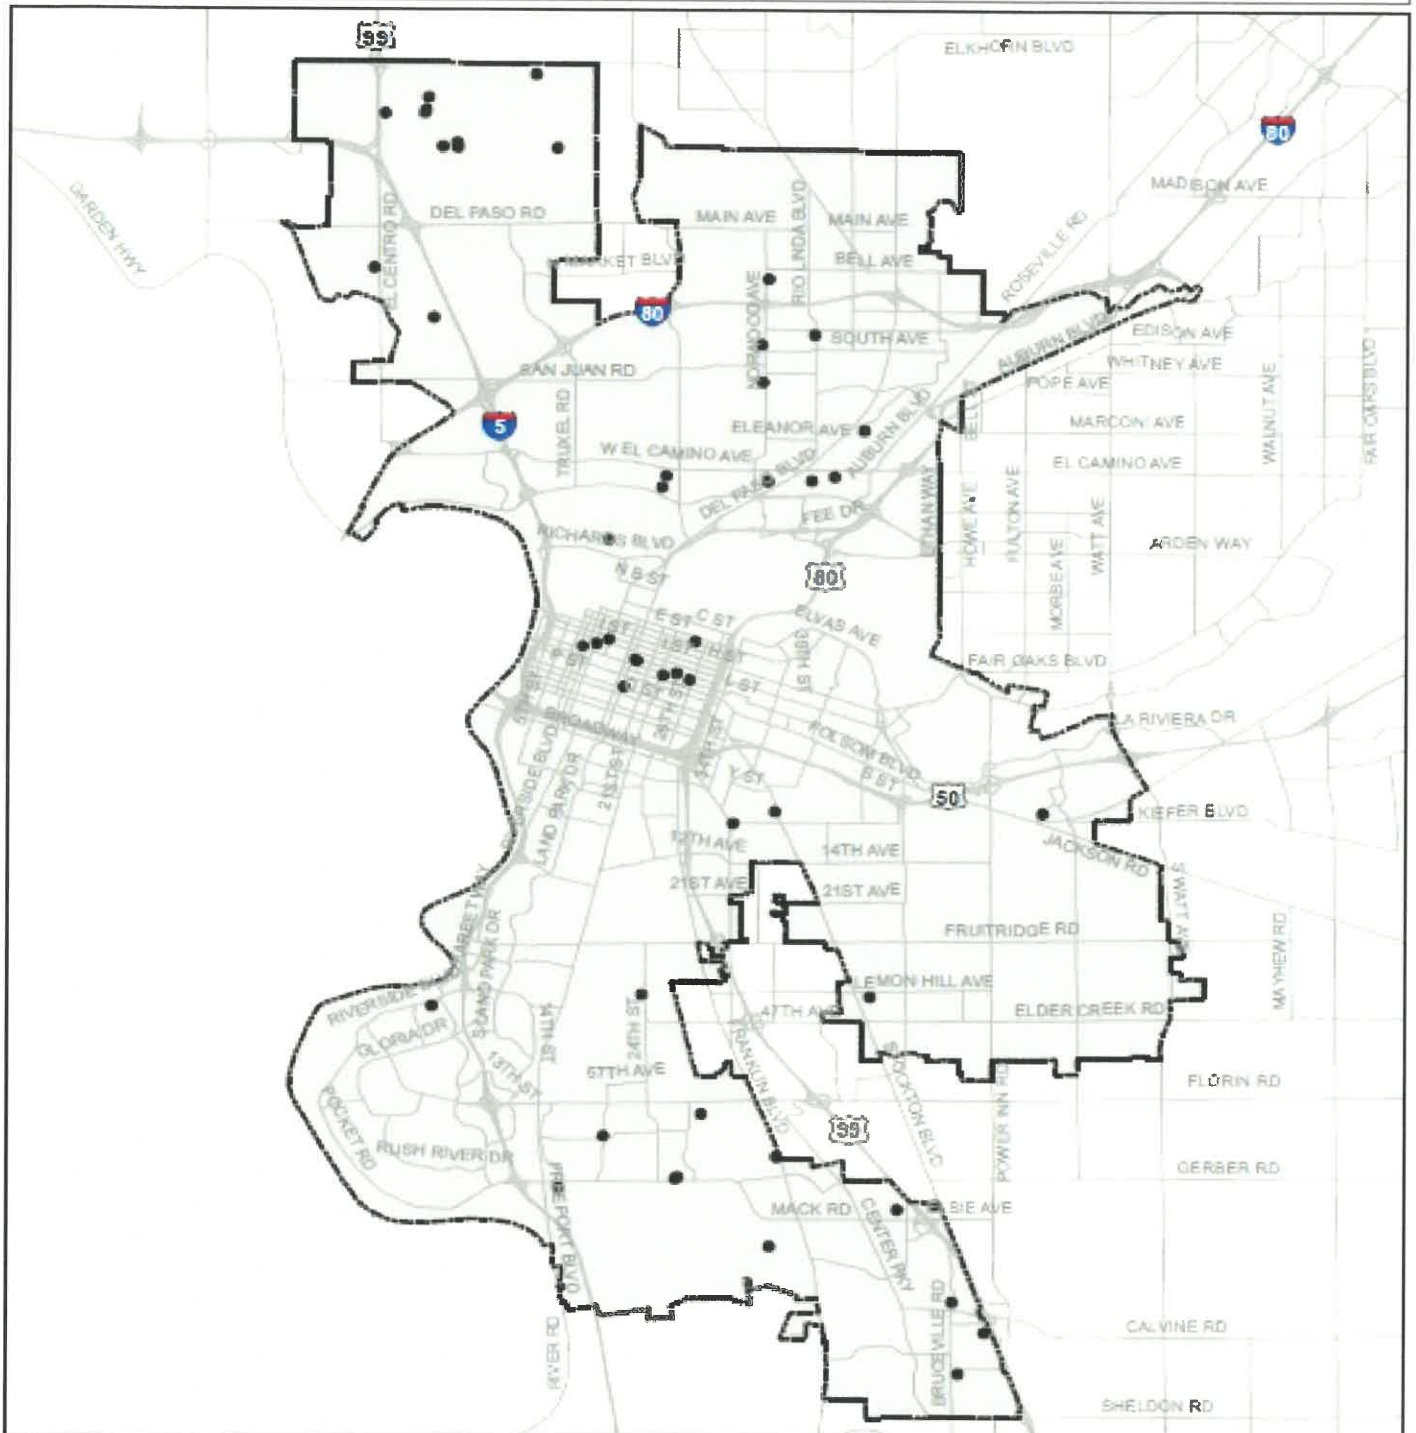 99
ELKHORN BLVD
80
MADISON AVE
GARDEN HWY
EL CENTRO RD
DEL PASO RD
MAIN AVE
RIO LINDA BLVD
MAIN AVE
ROSEVILLE RD
MARKET BLVD
BELL AVE
80
NORWOOD AVE
SOUTH AVE
AUBURN BLVD
EDISON AVE
WHITNEY AVE
SAN JUAN RD
POPE AVE
WALNUT AVE
FAIR OAKS BLVD
5
TRUXEL RD
ELEANOR AVE
AUBURN BLVD
BELL ST
MARCONI AVE
W EL CAMINO AVE
EL CAMINO AVE
DEL PASO BLVD
FEE DR
ETHAN WAY
HOWE AVE
FULTON AVE
WATT AVE
RICHARDS BLVD
MORSE AVE
ARDEN WAY
N B ST
80
E ST
C ST
ELVAS AVE
I ST
H ST
P ST
39TH ST
FAIR OAKS BLVD
L ST
5TH ST
28TH ST
BROADWAY
34TH ST
FOLSOM BLVD
LA RIVIERA DR
RIVERSIDE BLVD
LAND PARK DR
21ST ST
Y ST
S ST
50
KIEFER BLVD
12TH AVE
14TH AVE
JACKSON RD
21ST AVE
21ST AVE
S WATT AVE
FRUITRIDGE RD
MAYHEW RD
S LAND PARK DR
LEMON HILL AVE
47TH AVE
ELDER CREEK RD
GLORIA DR
14TH ST
24TH ST
13TH ST
57TH AVE
FRANKLIN BLVD
STOCKTON BLVD
POWER INN RD
FLORIN RD
POCKET RD
99
RUSH RIVER DR
GERBER RD
FREEPORT BLVD
MACK RD
CENTER PKY
SIE AVE
BRUCEVILLE RD
CALVINE RD
RIVER RD
SHELDON RD